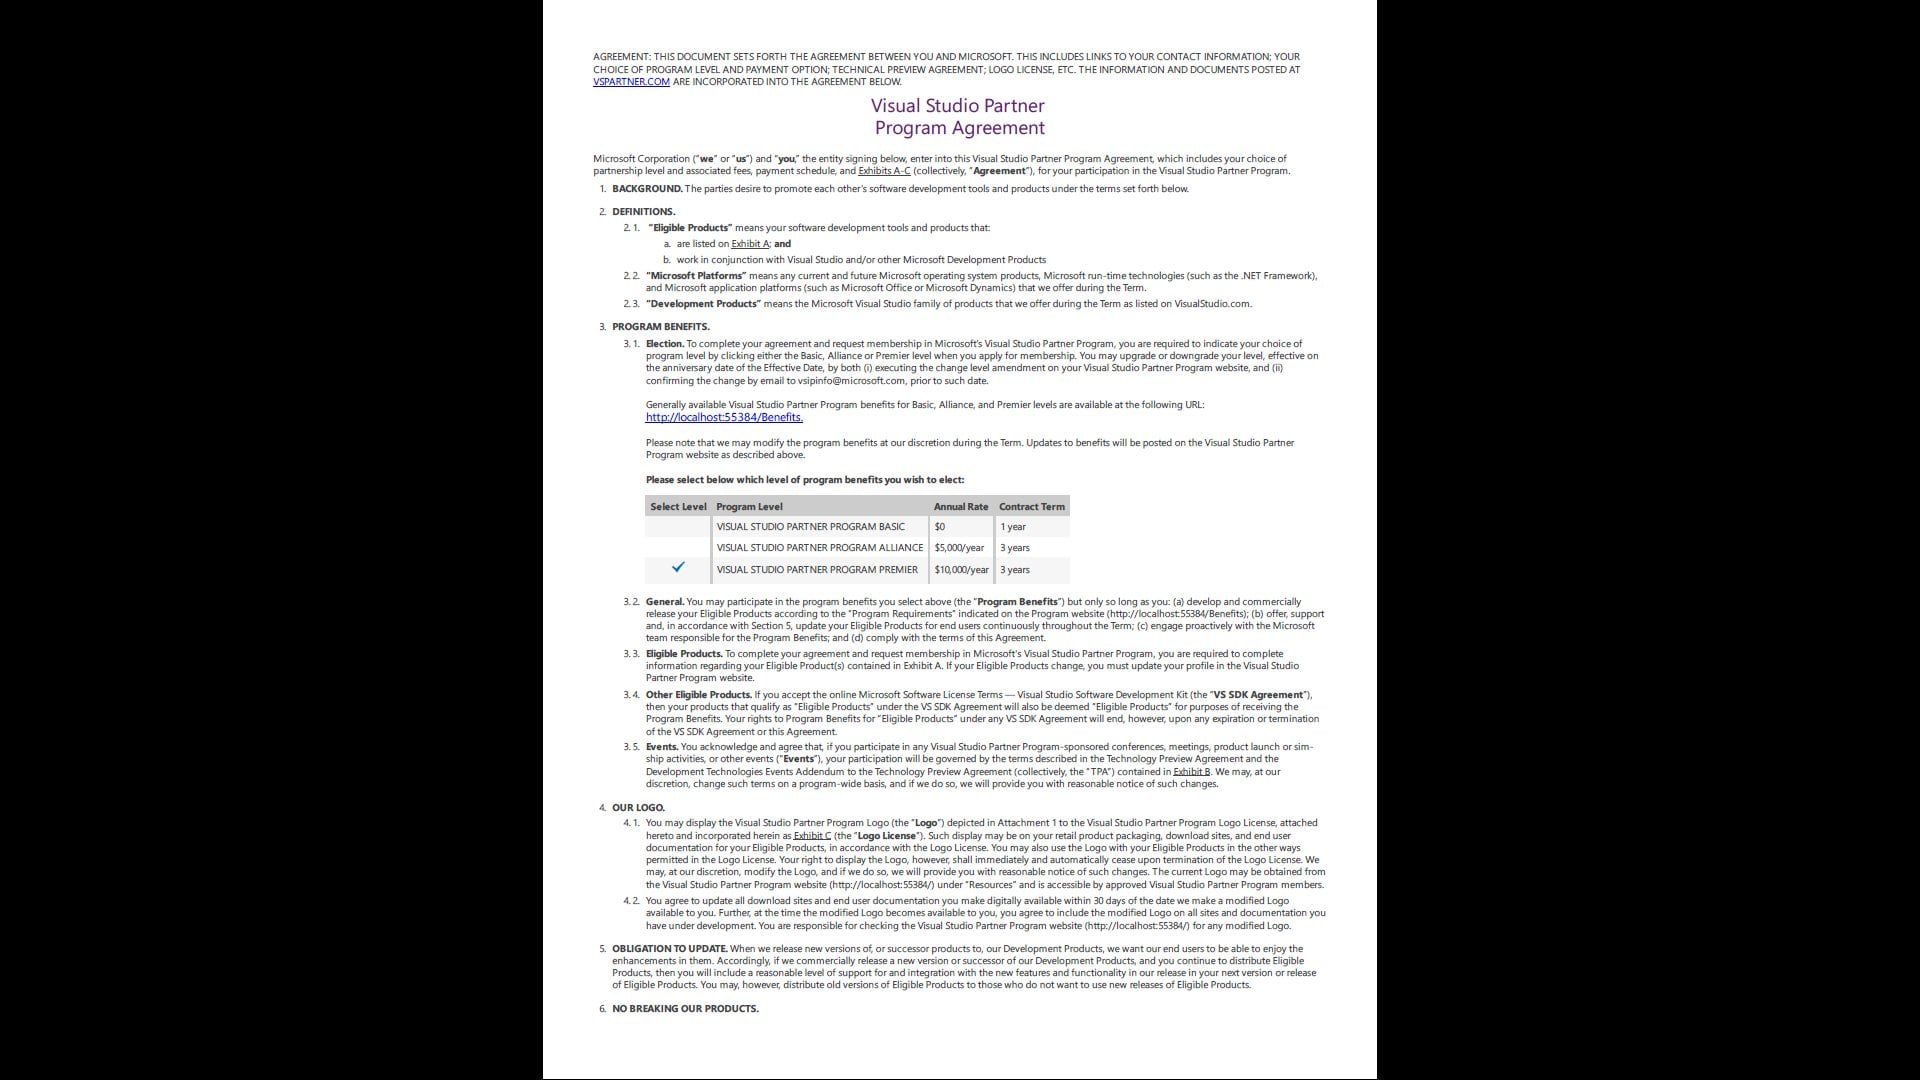 AGREEMENT: THIS DOCUMENT SETS FORTH THE AGREEMENT BETWEEN YOU AND MICROSOFT. THIS INCLUDES LINKS TO YOUR CONTACT INFORMATION; YOUR
CHOICE OF PROGRAM LEVEL AND PAYMENT OPTION; TECHNICAL PREVIEW AGREEMENT; LOGO LICENSE, ETC. THE INFORMATION AND DOCUMENTS POSTED AT
VSPARTNER.COM ARE INCORPORATED INTO THE AGREEMENT BELOW.
Visual Studio Partner
Program Agreement
Microsoft Corporation ("we" or "us") and "you," the entity signing below, enter into this Visual Studio Partner Program Agreement, which includes your choice of
partnership level and associated fees, payment schedule, and Exhibits A-C (collectively, "Agreement"), for your participation in the Visual Studio Partner Program.
1. BACKGROUND. The parties desire to promote each other's software development tools and products under the terms set forth below.
2. DEFINITIONS.
2.1. "Eligible Products" means your software development tools and products that:
a. are listed on Exhibit A; and
b. work in conjunction with Visual Studio and/or other Microsoft Development Products
2.2. "Microsoft Platforms" means any current and future Microsoft operating system products, Microsoft run-time technologies (such as the .NET Framework),
and Microsoft application platforms (such as Microsoft Office or Microsoft Dynamics) that we offer during the Term.
2.3. "Development Products" means the Microsoft Visual Studio family of products that we offer during the Term as listed on VisualStudio.com.
3. PROGRAM BENEFITS.
3.1. Election. To complete your agreement and request membership in Microsoft's Visual Studio Partner Program, you are required to indicate your choice of
program level by clicking either the Basic, Alliance or Premier level when you apply for membership. You may upgrade or downgrade your level, effective on
the anniversary date of the Effective Date, by both (i) executing the change level amendment on your Visual Studio Partner Program website, and (ii)
confirming the change by email to vsipinfo@microsoft.com, prior to such date.
Generally available Visual Studio Partner Program benefits for Basic, Alliance, and Premier levels are available at the following URL:
http://localhost:55384/Benefits.
Please note that we may modify the program benefits at our discretion during the Term. Updates to benefits will be posted on the Visual Studio Partner
Program website as described above.
Please select below which level of program benefits you wish to elect:
Select Level Program Level Annual Rate Contract Term
VISUAL STUDIO PARTNER PROGRAM BASIC $0 1 year
VISUAL STUDIO PARTNER PROGRAM ALLIANCE $5,000/year 3 years
VISUAL STUDIO PARTNER PROGRAM PREMIER $10,000/year 3 years
3.2. General. You may participate in the program benefits you select above (the "Program Benefits") but only so long as you: (a) develop and commercially
release your Eligible Products according to the "Program Requirements" indicated on the Program website (http://localhost:55384/Benefits); (b) offer, support
and, in accordance with Section 5, update your Eligible Products for end users continuously throughout the Term; (c) engage proactively with the Microsoft
team responsible for the Program Benefits; and (d) comply with the terms of this Agreement.
3.3. Eligible Products. To complete your agreement and request membership in Microsoft's Visual Studio Partner Program, you are required to complete
information regarding your Eligible Product(s) contained in Exhibit A. If your Eligible Products change, you must update your profile in the Visual Studio
Partner Program website.
3.4. Other Eligible Products. If you accept the online Microsoft Software License Terms — Visual Studio Software Development Kit (the "VS SDK Agreement"),
then your products that qualify as "Eligible Products" under the VS SDK Agreement will also be deemed "Eligible Products" for purposes of receiving the
Program Benefits. Your rights to Program Benefits for "Eligible Products" under any VS SDK Agreement will end, however, upon any expiration or termination
of the VS SDK Agreement or this Agreement.
3.5. Events. You acknowledge and agree that, if you participate in any Visual Studio Partner Program-sponsored conferences, meetings, product launch or sim-
ship activities, or other events ("Events"), your participation will be governed by the terms described in the Technology Preview Agreement and the
Development Technologies Events Addendum to the Technology Preview Agreement (collectively, the "TPA") contained in Exhibit B. We may, at our
discretion, change such terms on a program-wide basis, and if we do so, we will provide you with reasonable notice of such changes.
4. OUR LOGO.
4.1. You may display the Visual Studio Partner Program Logo (the "Logo") depicted in Attachment 1 to the Visual Studio Partner Program Logo License, attached
hereto and incorporated herein as Exhibit C (the "Logo License"). Such display may be on your retail product packaging, download sites, and end user
documentation for your Eligible Products, in accordance with the Logo License. You may also use the Logo with your Eligible Products in the other ways
permitted in the Logo License. Your right to display the Logo, however, shall immediately and automatically cease upon termination of the Logo License. We
may, at our discretion, modify the Logo, and if we do so, we will provide you with reasonable notice of such changes. The current Logo may be obtained from
the Visual Studio Partner Program website (http://localhost:55384/) under "Resources" and is accessible by approved Visual Studio Partner Program members.
4.2. You agree to update all download sites and end user documentation you make digitally available within 30 days of the date we make a modified Logo
available to you. Further, at the time the modified Logo becomes available to you, you agree to include the modified Logo on all sites and documentation you
have under development. You are responsible for checking the Visual Studio Partner Program website (http://localhost:55384/) for any modified Logo.
5. OBLIGATION TO UPDATE. When we release new versions of, or successor products to, our Development Products, we want our end users to be able to enjoy the
enhancements in them. Accordingly, if we commercially release a new version or successor of our Development Products, and you continue to distribute Eligible
Products, then you will include a reasonable level of support for and integration with the new features and functionality in our release in your next version or release
of Eligible Products. You may, however, distribute old versions of Eligible Products to those who do not want to use new releases of Eligible Products.
6. NO BREAKING OUR PRODUCTS.